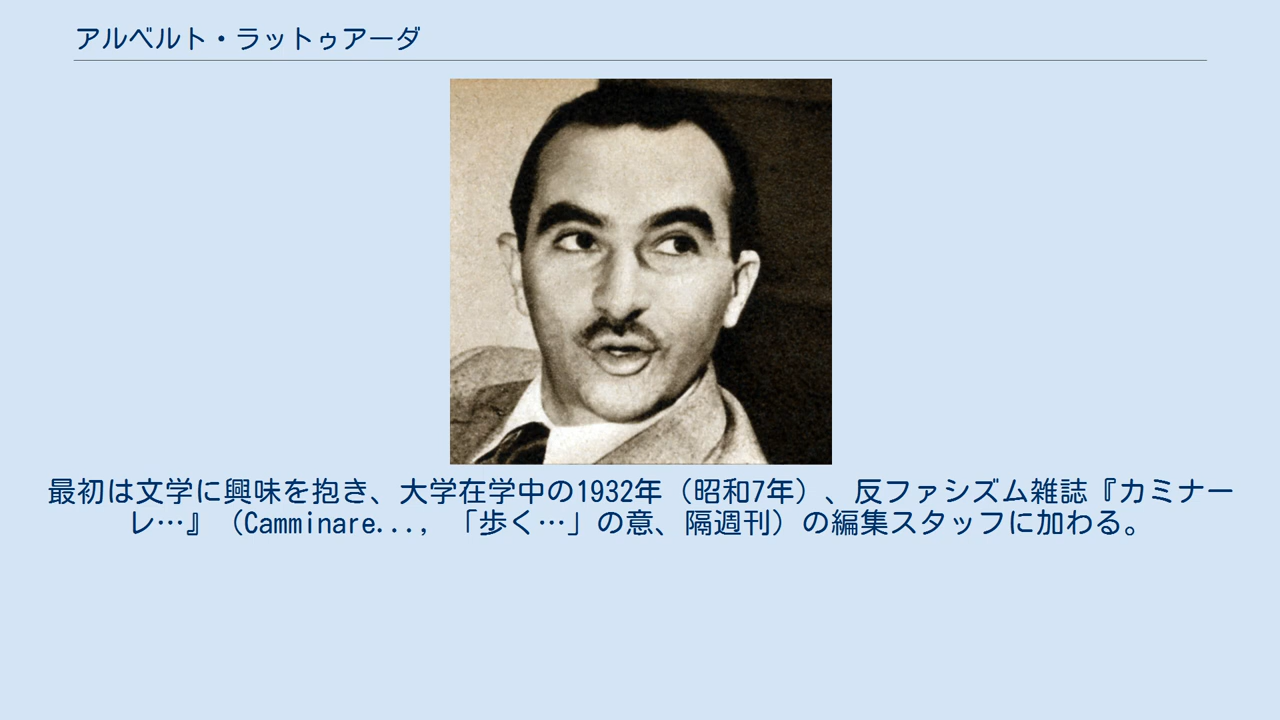 アルベルト・ラットゥアーダ
最初は文学に興味を抱き、大学在学中の1932年（昭和7年）、反ファシズム雑誌『カミナー
レ…』（Camminare..., 「歩く…」の意、隔週刊）の編集スタッフに加わる。